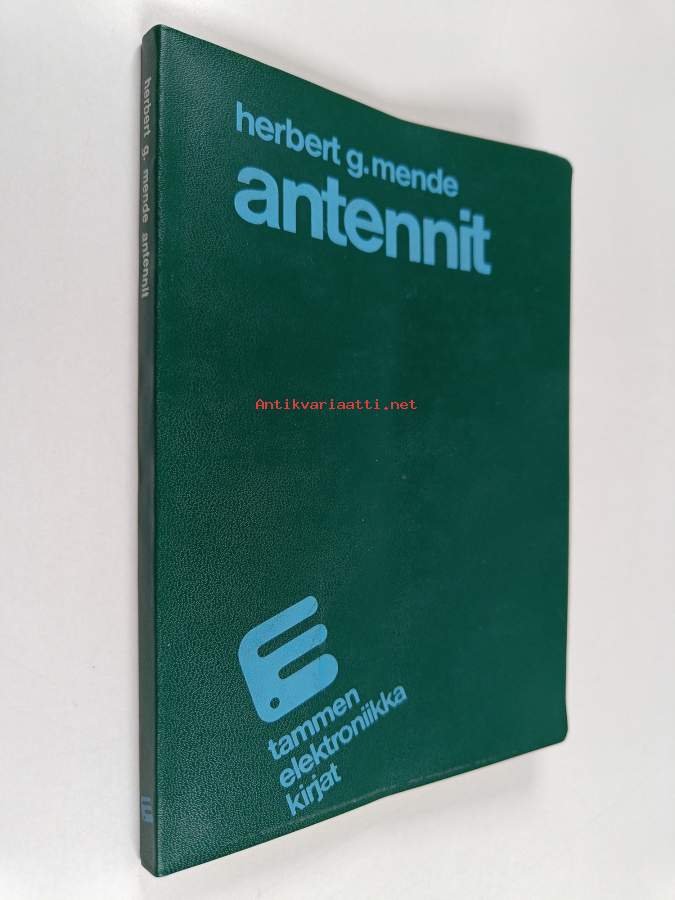 herbert g. mende antennit
herbert g.mende
antennit
Antikvariaatti.net
tammen
elektroniikka
kirjat